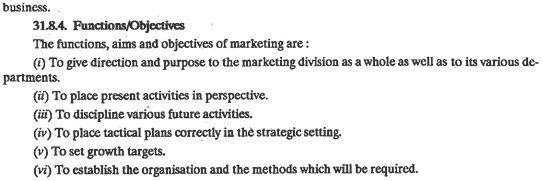 business.
31.8.4. Functions/Objectives
The functions, aims and objectives of marketing are :
(i) To give direction and purpose to the marketing division as a whole as well as to its various de-
partments.
(ii) To place present activities in perspective.
(iii) To discipline various future activities.
(iv) To place tactical plans correctly in the strategic setting.
(v) To set growth targets.
(vi) To establish the organisation and the methods which will be required.